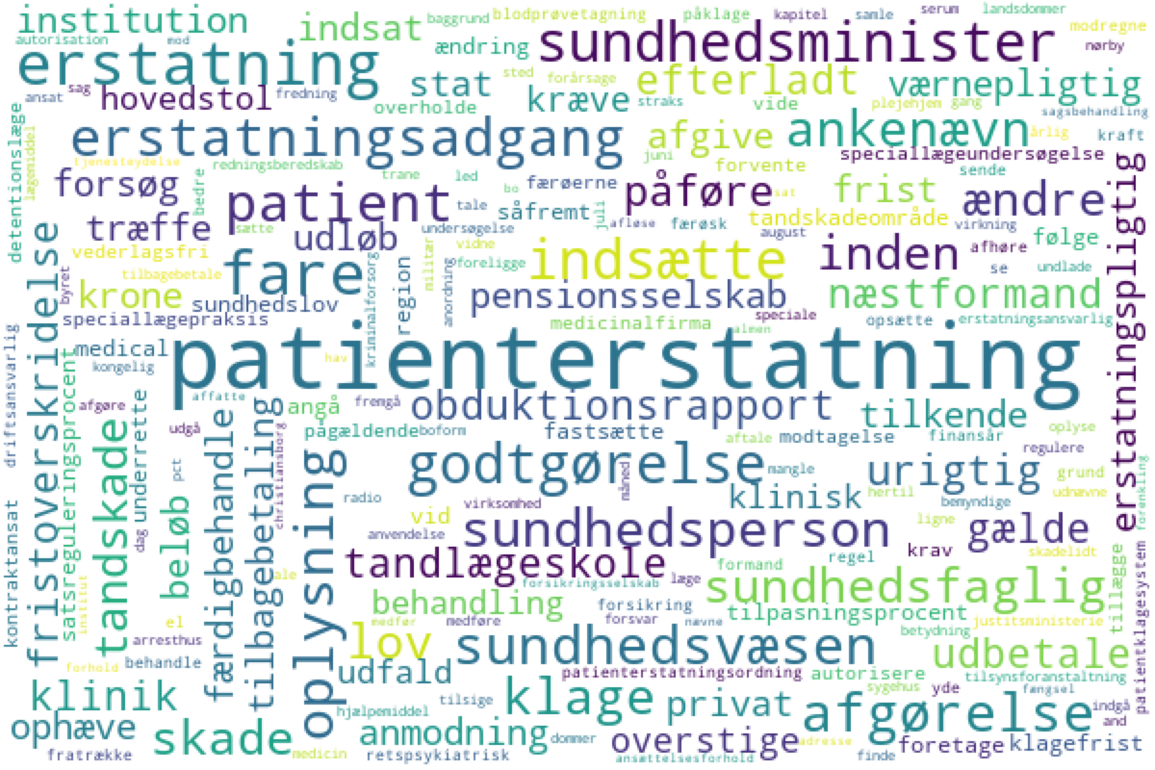 institution
indsat
baggrund
blodprøvetagning
påklage
kapitel
samle
serum
landsdommer
modregne
autorisation
mod
erstatning
ændring
sundhedsminister
nørby
ansat
sag
hovedstol
fredning
stat
sted
forårsage
efterladt
værnepligtig
overholde
kræve
straks
vide
plejehjem
gang
sagsbehandling
detentionslæge
lægemiddel
erstatningsadgang
afgive
ankenævn
årlig
kraft
tjenesteydelse
redningsberedskab
juni
forvente
speciallægeundersøgelse
forsøg
bedre
trane
led
bo
færøerne
påføre
frist
sende
ændre
patient
tale
såfremt
juli
træffe
sætte
undersøgelse
afløse
færøsk
tandskadeområde
virkning
følge
udløb
vederlagsfri
militær
vidne
indsætte
august
inden
afhøre
se
undlade
tilbagebetale
fare
foreligge
krone
sundhedslov
region
anordning
pensionsselskab
næstformand
erstatningspligtig
fristoverskridelse
speciallægepraksis
kriminalforsorg
medicinalfirma
speciale
almen
opsætte
erstatningsansvarlig
byret
driftsansvarlig
medical
kongelig
hav
patienterstatning
satsreguleringsprocent
afgøre
affatte
angå
fremgå
obduktionsrapport
tilkende
udgå
pågældende
boform
fastsætte
aftale
modtagelse
finansår
oplyse
regulere
tandskade
underrette
pct
færdigbehandle
tilbagebetaling
christiansborg
godtgørelse
mangle
urigtig
grund
udnævne
forenkling
beløb
dag
oplysning
radio
virksomhed
måned
klinisk
hertil
bemyndige
kontraktansat
anvendelse
vid
sundhedsperson
ligne
gælde
skadelidt
institut
el
tandlægeskole
formand
regel
krav
forsikringsselskab
læge
sundhedsfaglig
tillægge
patientklagesystem
behandling
forsikring
tilpasningsprocent
justitsministerie
arresthus
medfør
medføre
forsvar
nævne
betydning
lov
sundhedsvæsen
udbetale
forhold
behandle
udfald
patienterstatningsordning
autorisere
tilsynsforanstaltning
klinik
tilsige
klage
privat
sygehus
yde
fængsel
indgå
hjælpemiddel
afgørelse
and
ophæve
skade
anmodning
dommer
overstige
adresse
foretage
klagefrist
fratrække
medicin
retspsykiatrisk
ansættelsesforhold
finde